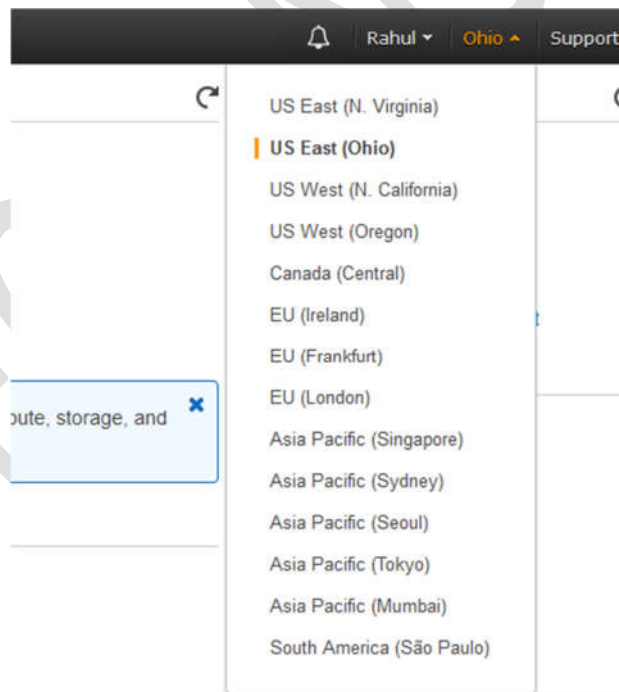 Rahul Ohio Support
US East (N. Virginia)
US East (Ohio)
US West (N. California)
US West (Oregon)
Canada (Central)
EU (Ireland)
EU (Frankfurt)
EU (London)
oute, storage, and
Asia Pacific (Singapore)
Asia Pacific (Sydney)
Asia Pacific (Seoul)
Asia Pacific (Tokyo)
Asia Pacific (Mumbai)
South America (São Paulo)